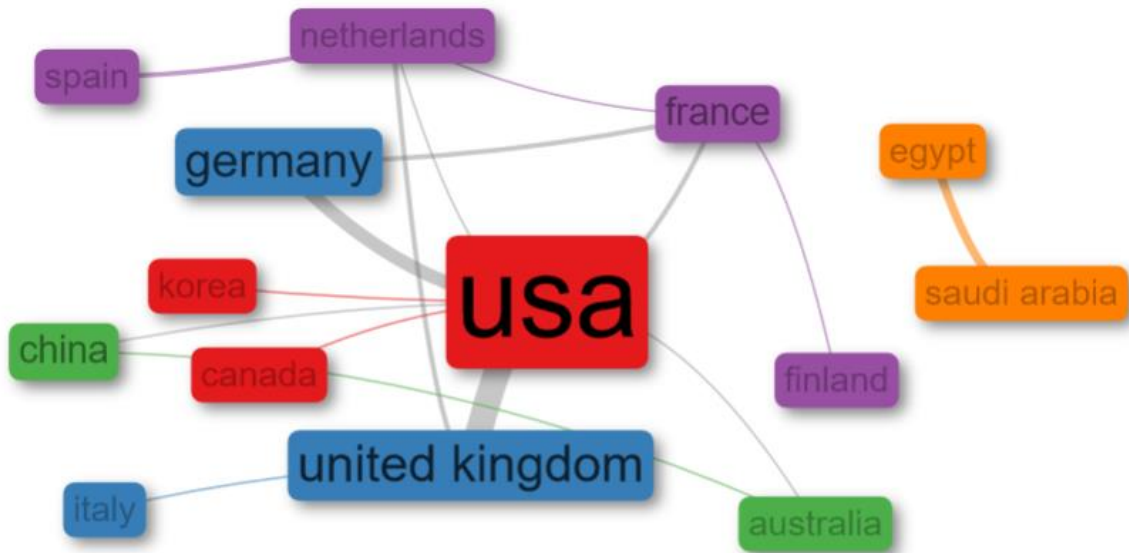 netherlands
spain
france
germany
egypt
usa
korea
saudi arabia
china
canada
finland
united kingdom
italy
australia